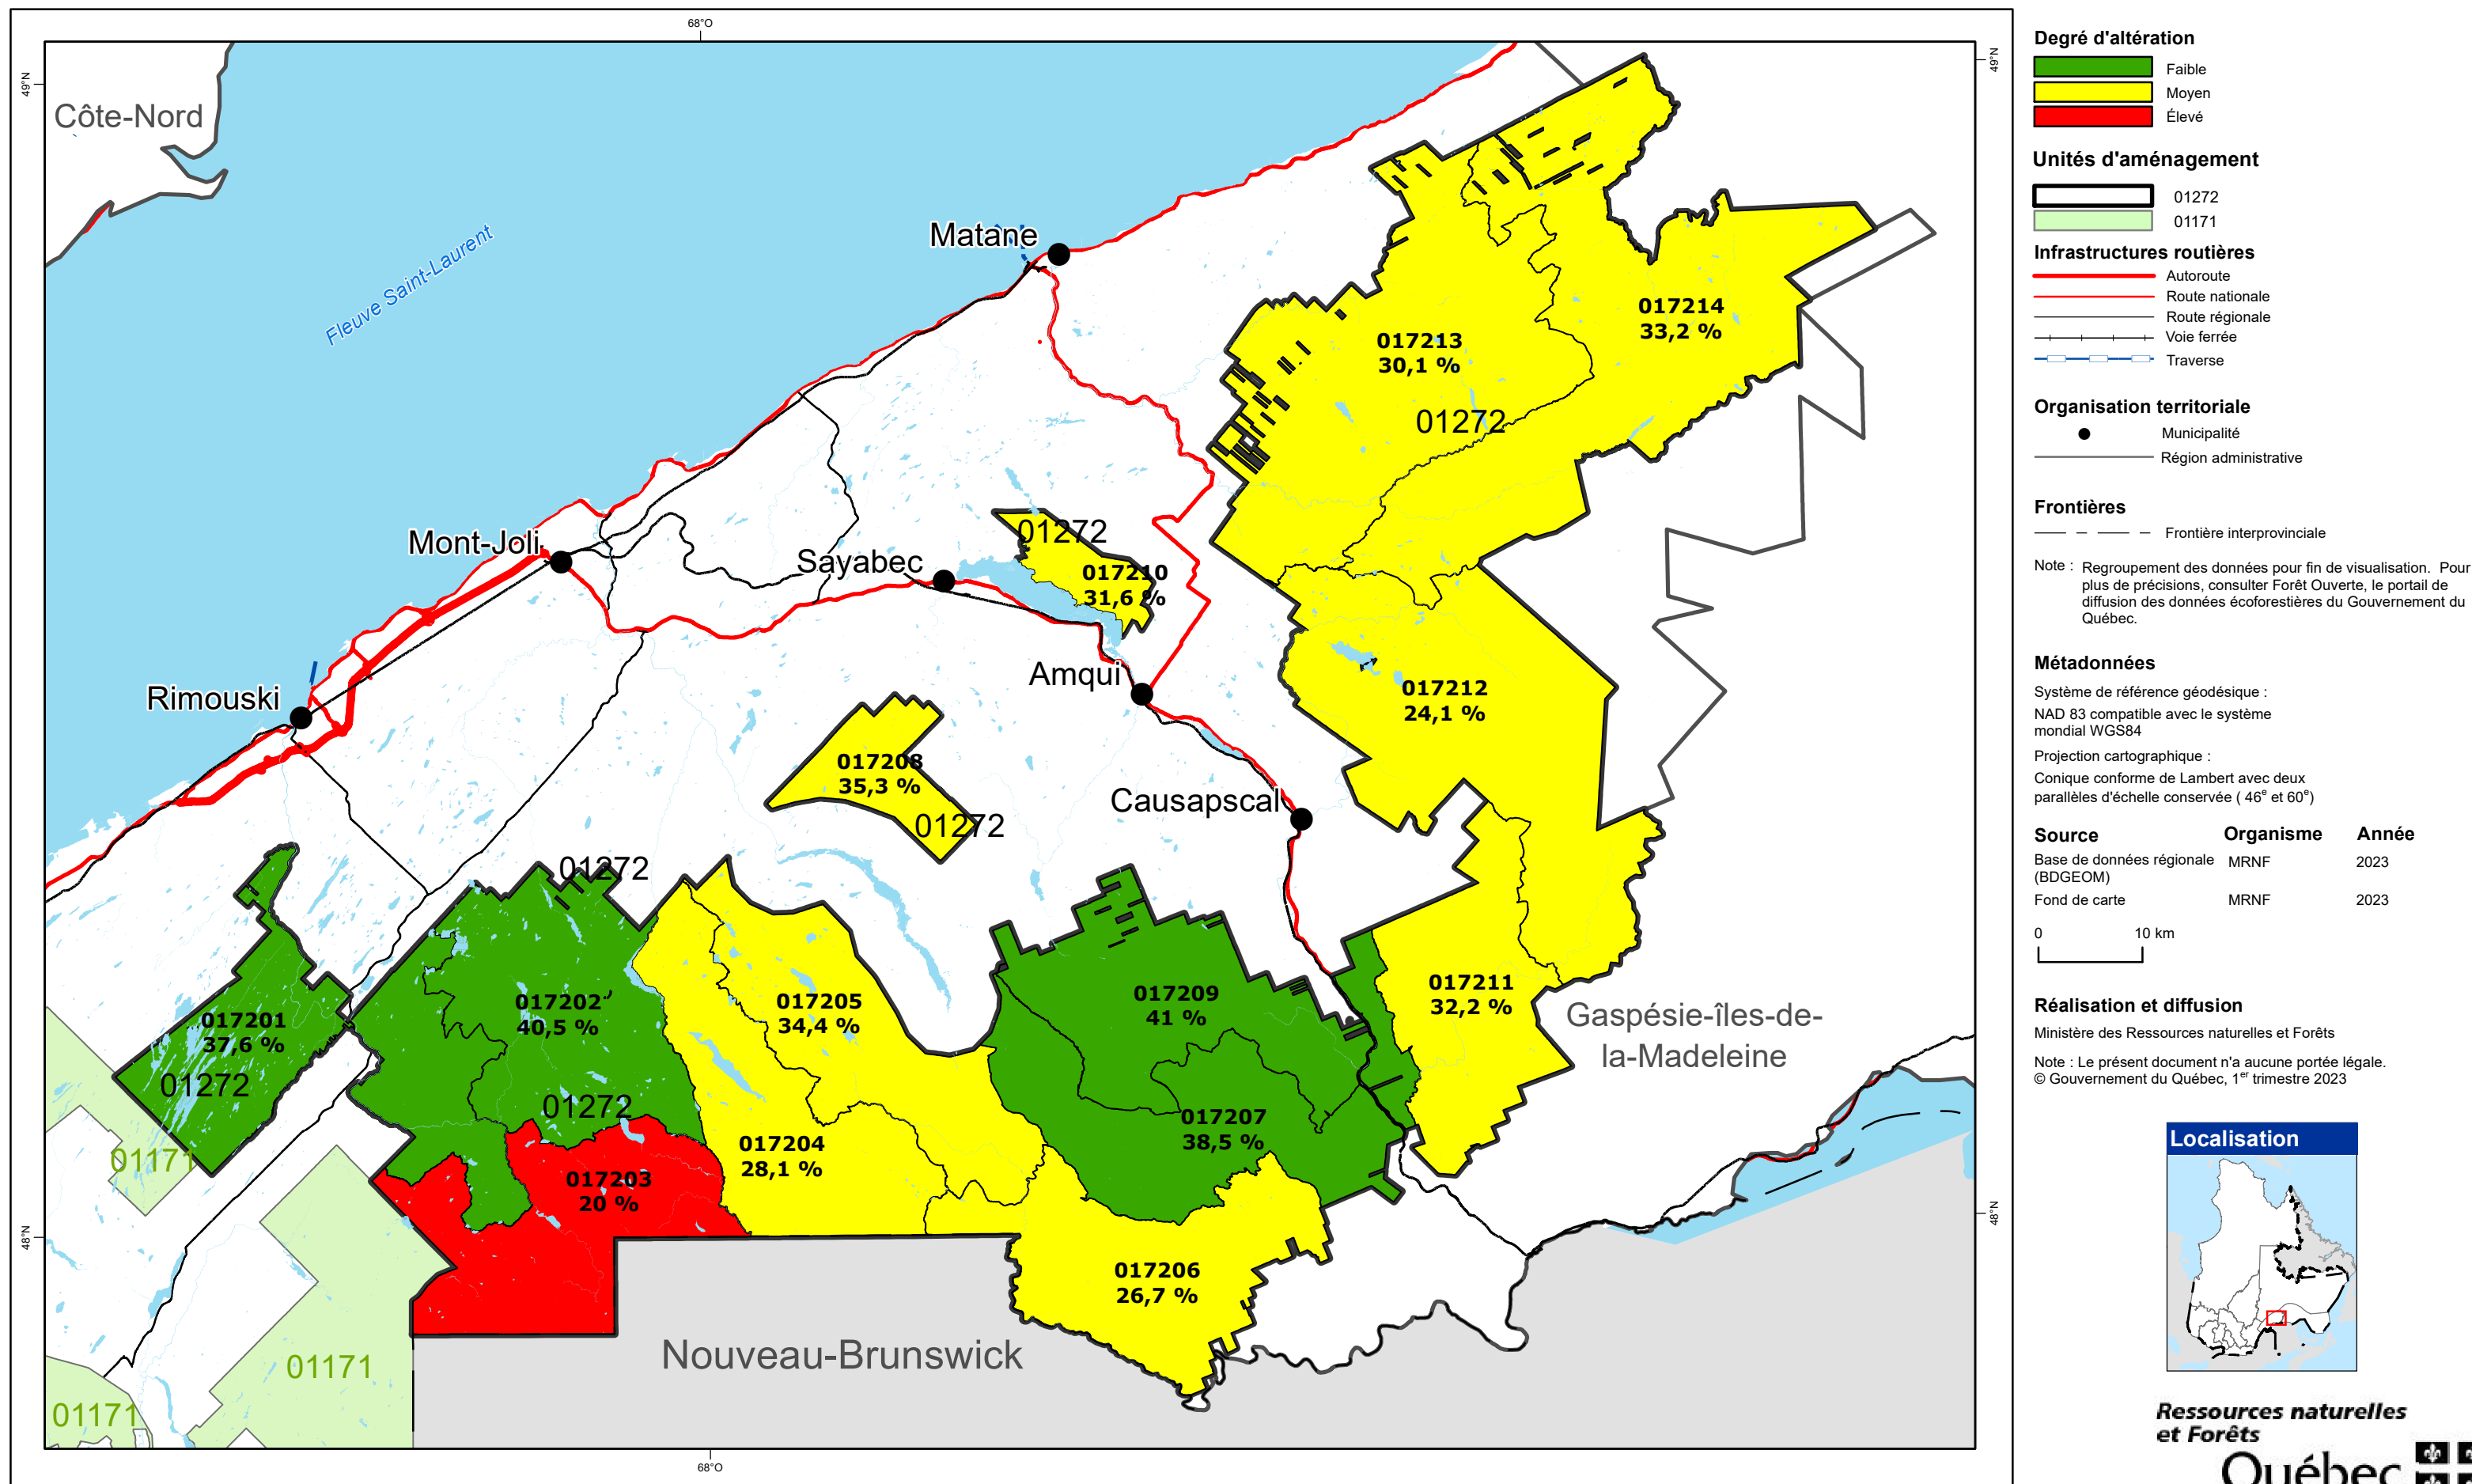 68°O
49°N
49°N
Côte-Nord
Fleuve Saint-Laurent
Matane
Mont-Joli
Sayabec
Rimouski
Amqui
Causapscal
017214
33,2 %
017213
30,1 %
01272
01272
017210
31,6 %
017212
24,1 %
017208
35,3 %
01272
01272
017202
40,5 %
017205
34,4 %
017209
41 %
017211
32,2 %
017201
37,6 %
01272
01272
017207
38,5 %
017204
28,1 %
017203
20 %
017206
26,7 %
01171
01171
01171
Gaspésie-îles-de-
la-Madeleine
Nouveau-Brunswick
48°N
48°N
68°O
Degré d'altération
Faible
Moyen
Élevé
Unités d'aménagement
01272
01171
Infrastructures routières
Autoroute
Route nationale
Route régionale
Voie ferrée
Traverse
Organisation territoriale
Municipalité
Région administrative
Frontières
Frontière interprovinciale
Note : Regroupement des données pour fin de visualisation. Pour
plus de précisions, consulter Forêt Ouverte, le portail de
diffusion des données écoforestières du Gouvernement du
Québec.
Métadonnées
Système de référence géodésique :
NAD 83 compatible avec le système
mondial WGS84
Projection cartographique :
Conique conforme de Lambert avec deux
parallèles d'échelle conservée ( 46e et 60e)
Source Organisme Année
Base de données régionale MRNF 2023
(BDGEOM)
Fond de carte MRNF 2023
0 10 km
Réalisation et diffusion
Ministère des Ressources naturelles et Forêts
Note : Le présent document n'a aucune portée légale.
© Gouvernement du Québec, 1er trimestre 2023
Localisation
Ressources naturelles
et Forêts
Québec